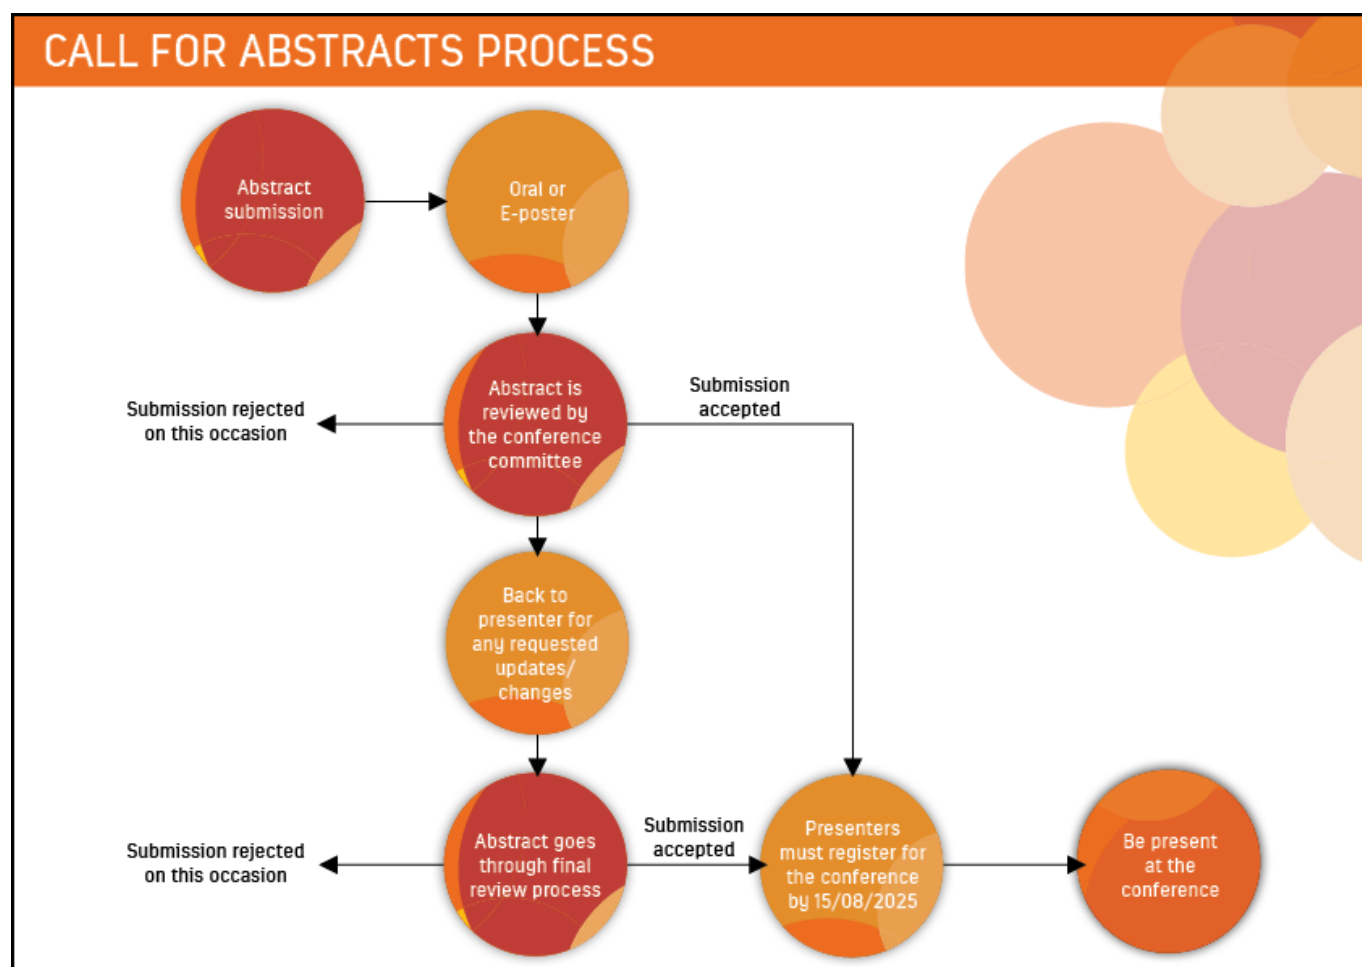 CALL FOR ABSTRACTS PROCESS
Abstract
submission
Oral or
E-poster
Abstract is
reviewed by
the conference
committee
Submission rejected
on this occasion
Submission
accepted
Back to
presenter for
any requested
updates/
changes
Abstract goes
through final
review process
Submission rejected
on this occasion
Submission
accepted
Presenters
must register for
the conference
by 15/08/2025
Be present
at the
conference